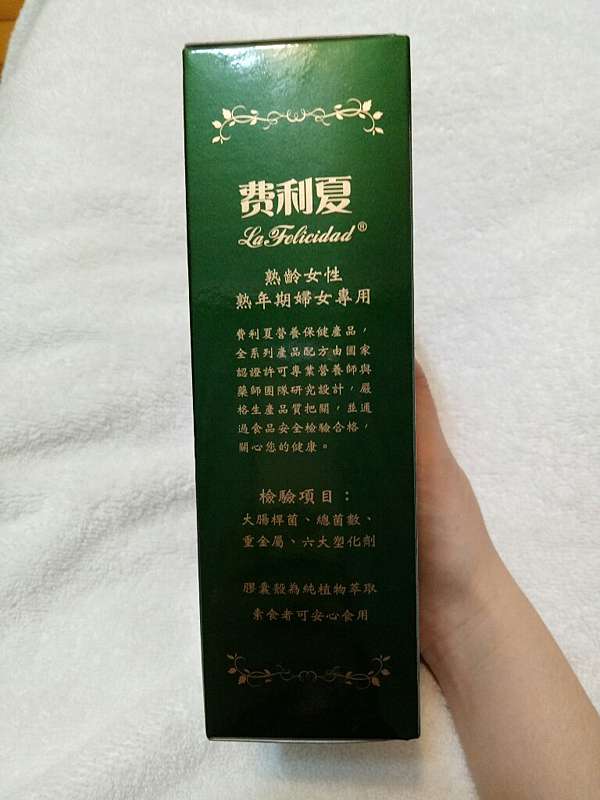 费利夏
La Felicidad®
熟齡女性
熟年期婦女專用
費利夏營養保健產品，
全系列產品配方由國家
認證許可專業營養師與
藥師團隊研究設計，嚴
格生產品質把關，並通
過食品安全檢驗合格，
關心您的健康。
檢驗項目：
大腸桿菌、總菌數、
重金屬、六大塑化劑
膠囊殼為純植物萃取
素食者可安心食用